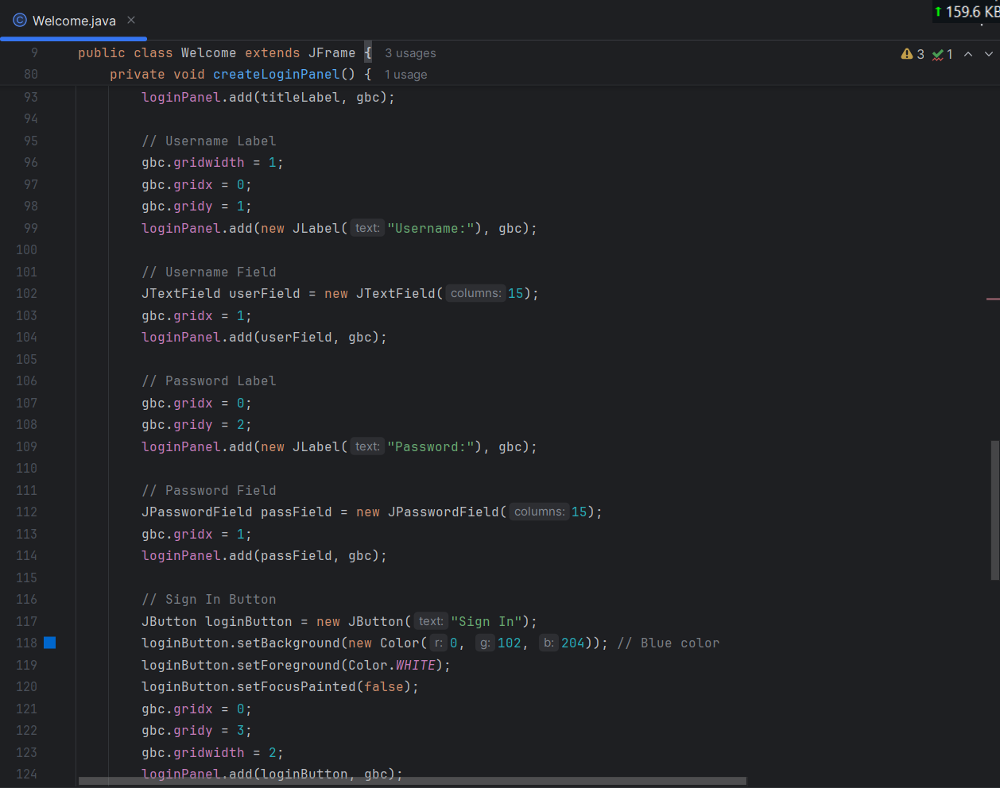 Welcome.java
↑ 159.6 KB
9 public class Welcome extends JFrame { 3 usages
3 1
80 private void createLoginPanel() { 1 usage
93 loginPanel.add(titleLabel, gbc);
94
95 // Username Label
96 gbc.gridwidth = 1;
97 gbc.gridx = 0;
98 gbc.gridy = 1;
99 loginPanel.add(new JLabel( text: "Username:"), gbc);
100
101 // Username Field
102 JTextField userField = new JTextField( columns: 15);
103 gbc.gridx = 1;
104 loginPanel.add(userField, gbc);
105
106 // Password Label
107 gbc.gridx = 0;
108 gbc.gridy = 2;
109 loginPanel.add(new JLabel( text: "Password:"), gbc);
110
111 // Password Field
112 JPasswordField passField = new JPasswordField( columns: 15);
113 gbc.gridx = 1;
114 loginPanel.add(passField, gbc);
115
116 // Sign In Button
117 JButton loginButton = new JButton( text: "Sign In");
118 loginButton.setBackground(new Color( r: 0, g: 102, b: 204)); // Blue color
119 loginButton.setForeground(Color.WHITE);
120 loginButton.setFocusPainted(false);
121 gbc.gridx = 0;
122 gbc.gridy = 3;
123 gbc.gridwidth = 2;
124 loginPanel.add(loginButton, gbc);